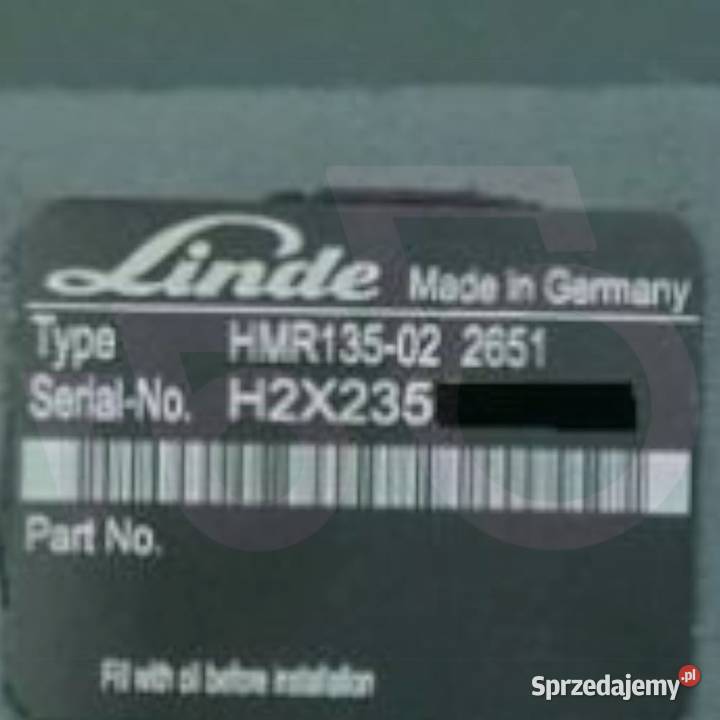 Linde Made in Germany
Type HMR135-02 2651
Serial-No. H2X235
Part No.
Fill with oil before installation
Sprzedajemy.pl